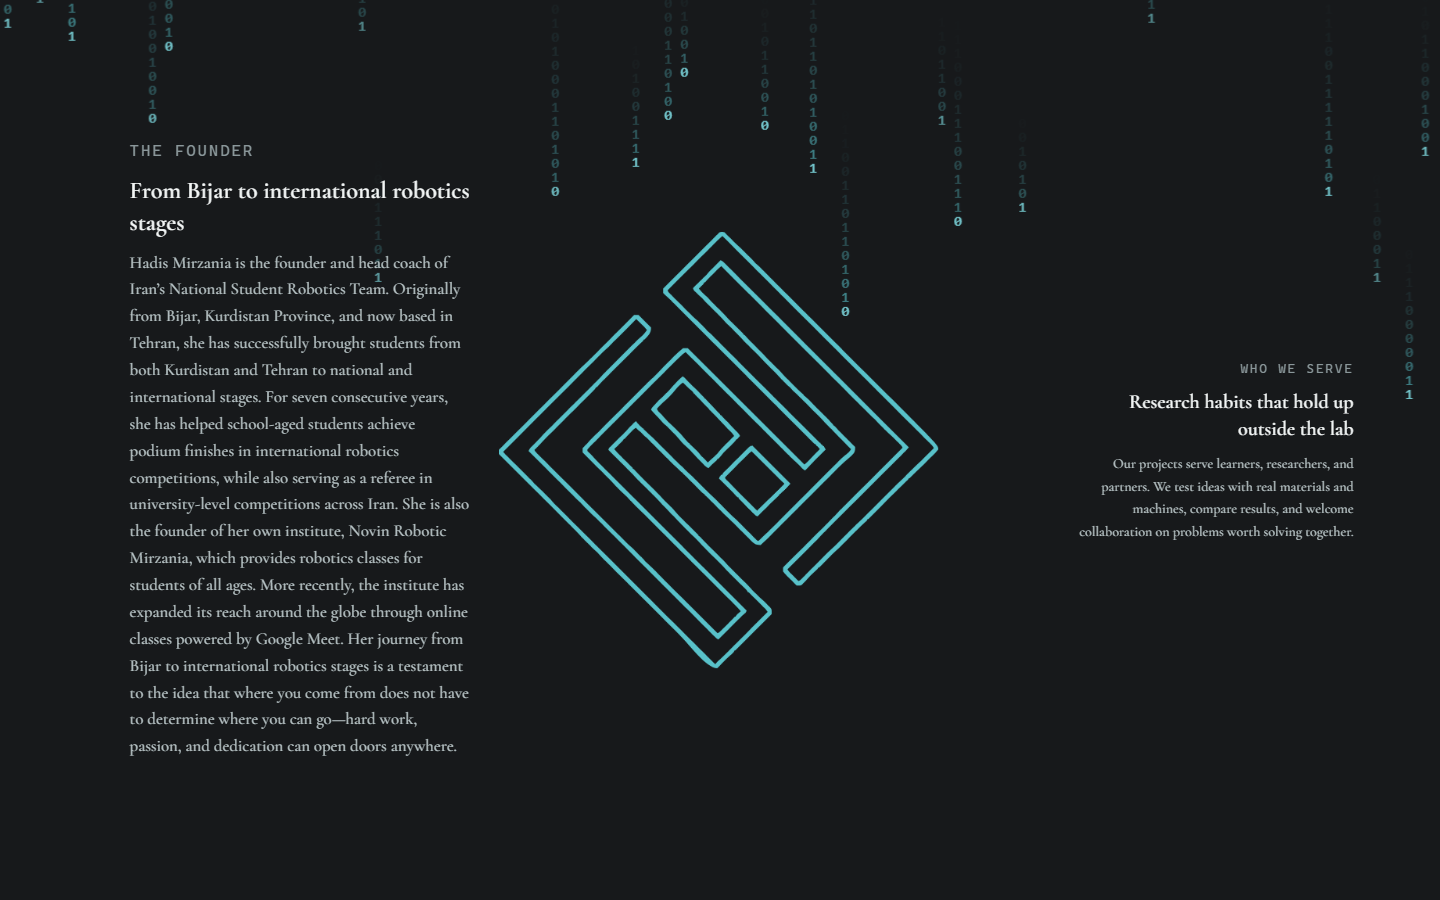 THE FOUNDER
From Bijar to international robotics
stages
Hadis Mirzania is the founder and head coach of
Iran’s National Student Robotics Team. Originally
from Bijar, Kurdistan Province, and now based in
Tehran, she has successfully brought students from
both Kurdistan and Tehran to national and
international stages. For seven consecutive years,
she has helped school-aged students achieve
podium finishes in international robotics
competitions, while also serving as a referee in
university-level competitions across Iran. She is also
the founder of her own institute, Novin Robotic
Mirzania, which provides robotics classes for
students of all ages. More recently, the institute has
expanded its reach around the globe through online
classes powered by Google Meet. Her journey from
Bijar to international robotics stages is a testament
to the idea that where you come from does not have
to determine where you can go—hard work,
passion, and dedication can open doors anywhere.
WHO WE SERVE
Research habits that hold up
outside the lab
Our projects serve learners, researchers, and
partners. We test ideas with real materials and
machines, compare results, and welcome
collaboration on problems worth solving together.